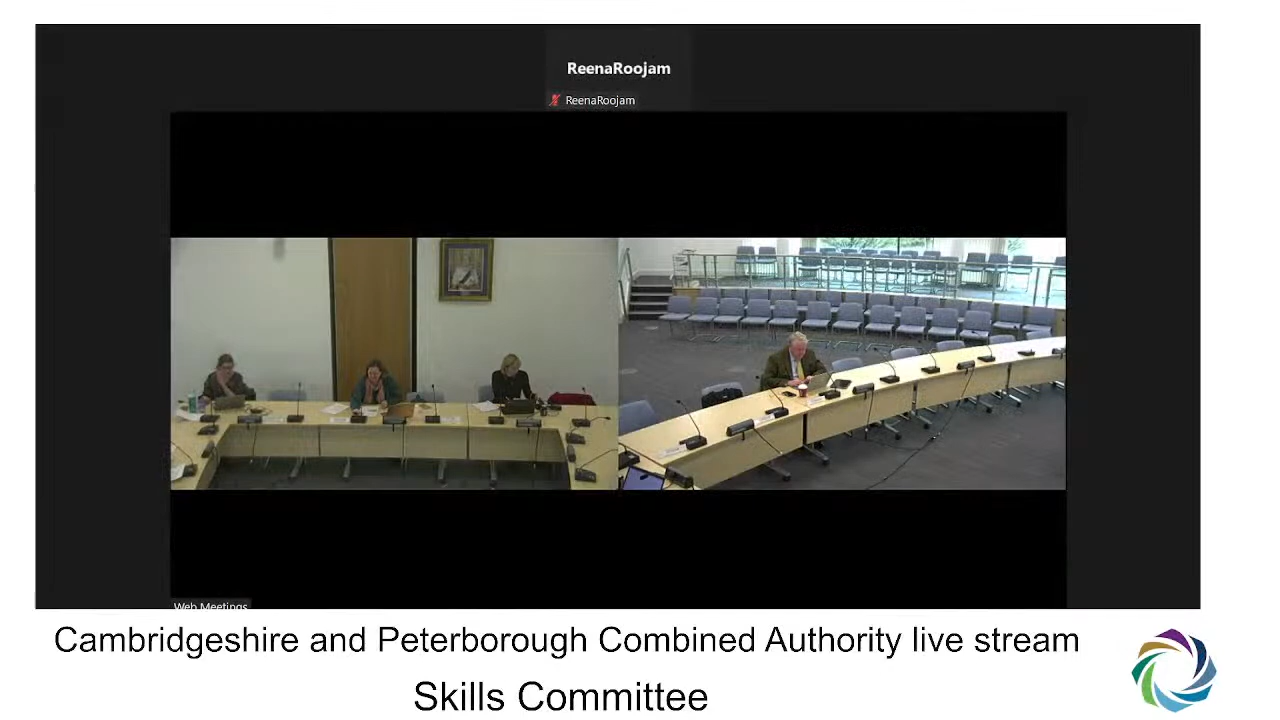 ReenaRoojam
ReenaRoojam
Web Meetings
Cambridgeshire and Peterborough Combined Authority live stream
Skills Committee